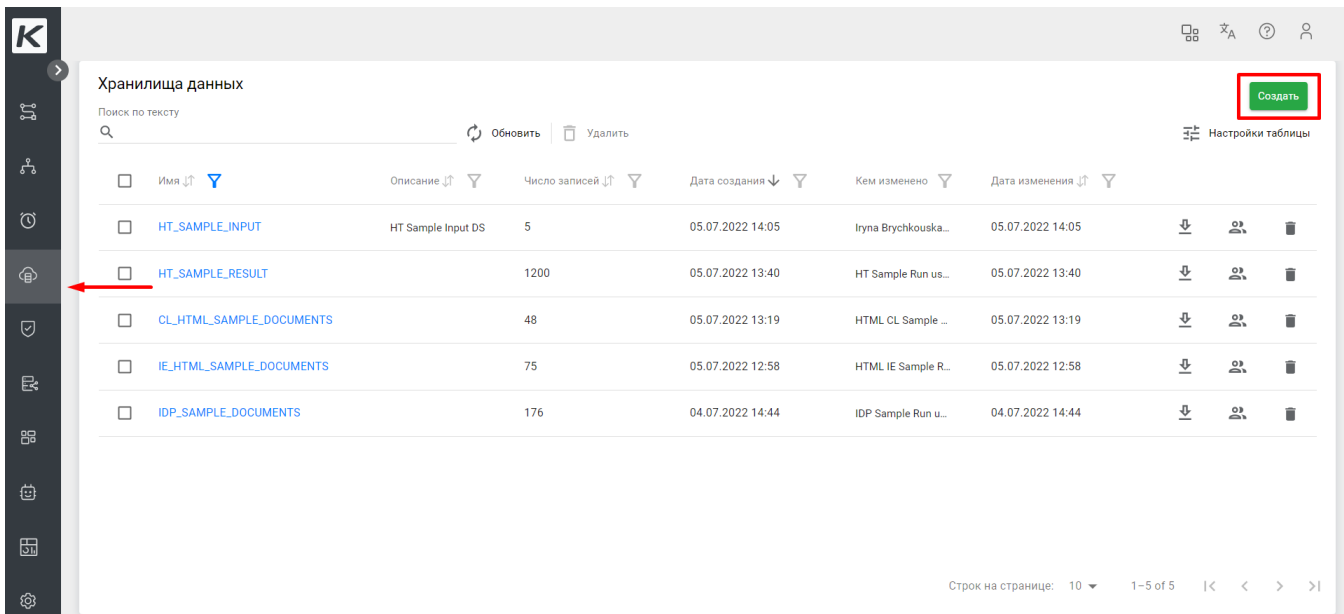 K
Хранилища данных
Создать
Поиск по тексту
Обновить Удалить Настройки таблицы
Имя Описание Число записей Дата создания Кем изменено Дата изменения
HT_SAMPLE_INPUT HT Sample Input DS 5 05.07.2022 14:05 Iryna Brychkouska... 05.07.2022 14:05
HT_SAMPLE_RESULT 1200 05.07.2022 13:40 HT Sample Run us... 05.07.2022 13:40
CL_HTML_SAMPLE_DOCUMENTS 48 05.07.2022 13:19 HTML CL Sample ... 05.07.2022 13:19
IE_HTML_SAMPLE_DOCUMENTS 75 05.07.2022 12:58 HTML IE Sample R... 05.07.2022 12:58
IDP_SAMPLE_DOCUMENTS 176 04.07.2022 14:44 IDP Sample Run u... 04.07.2022 14:44
Строк на странице: 10 1–5 of 5